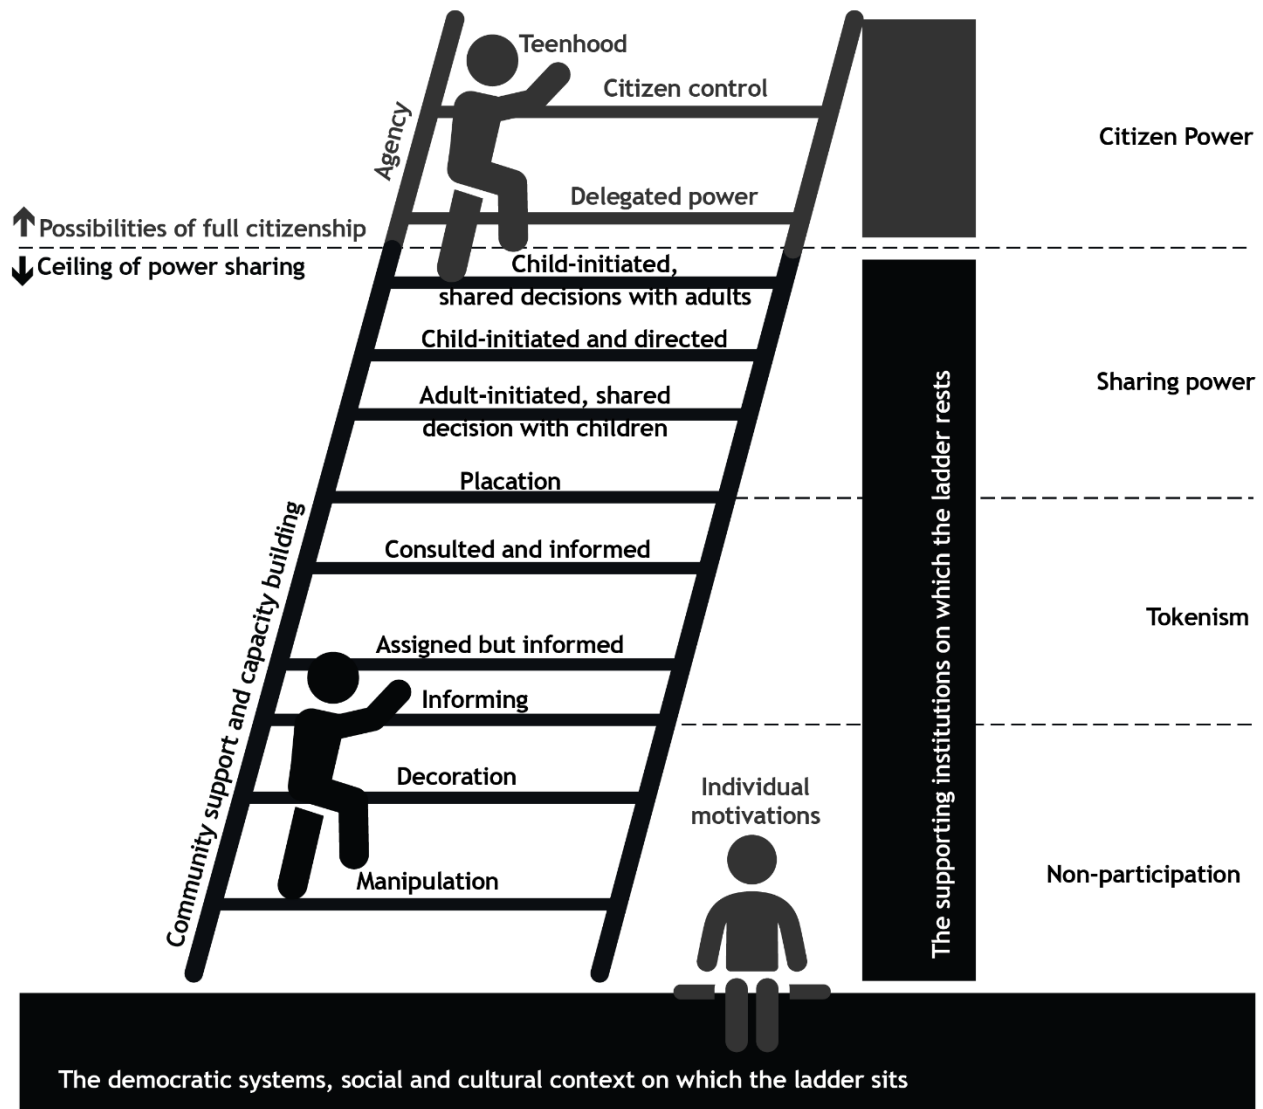 Teenhood
Citizen control
Agency
Citizen Power
Delegated power
Possibilities of full citizenship
Ceiling of power sharing
Child-initiated,
shared decisions with adults
Child-initiated and directed
Sharing power
Adult-initiated, shared
decision with children
Placation
Consulted and informed
Tokenism
Assigned but informed
Informing
Community support and capacity building
The supporting institutions on which the ladder rests
Decoration
Individual
motivations
Manipulation
Non-participation
The democratic systems, social and cultural context on which the ladder sits